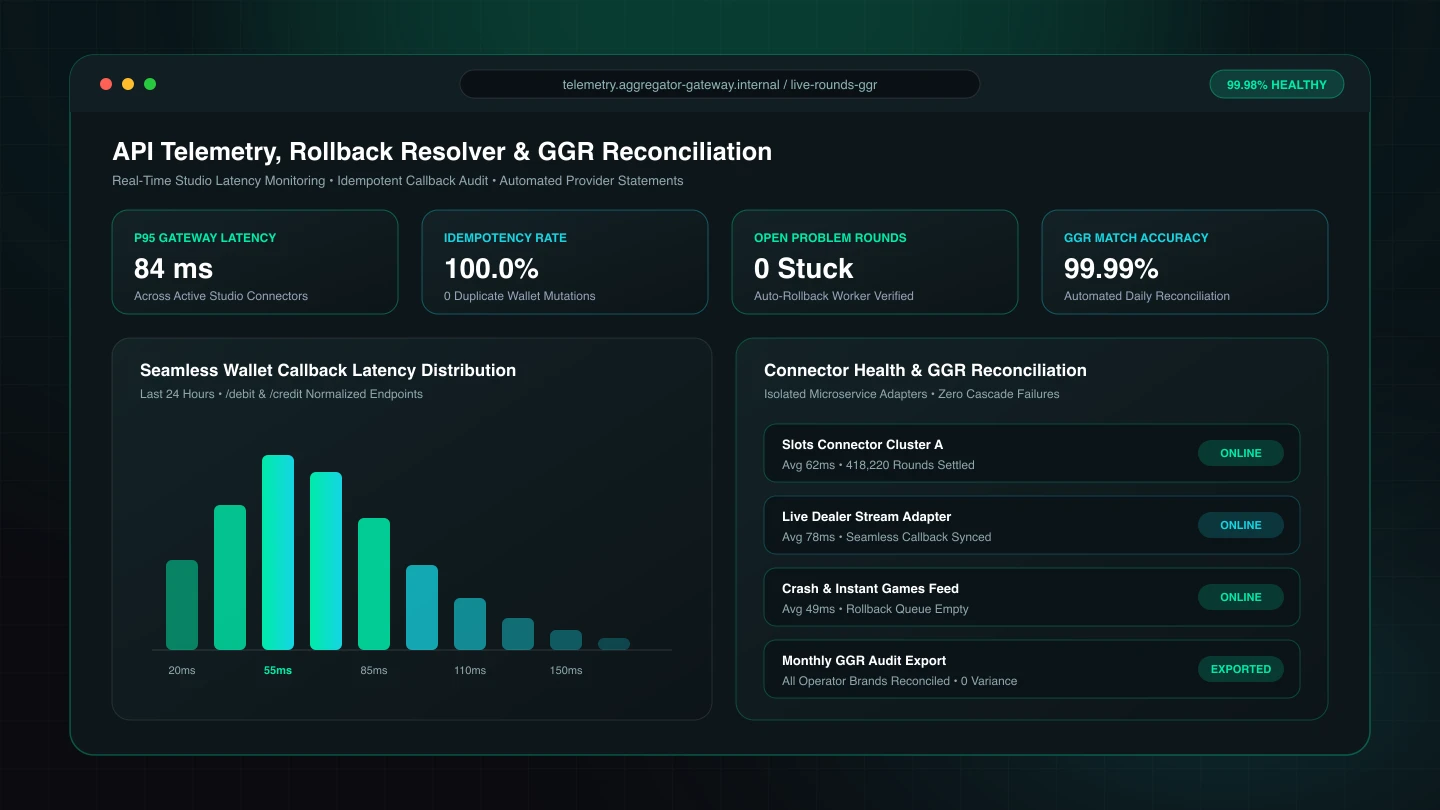 telemetry.aggregator-gateway.internal / live-rounds-ggr
99.98% HEALTHY
API Telemetry, Rollback Resolver & GGR Reconciliation
Real-Time Studio Latency Monitoring • Idempotent Callback Audit • Automated Provider Statements
P95 GATEWAY LATENCY
84 ms
Across Active Studio Connectors
IDEMPOTENCY RATE
100.0%
0 Duplicate Wallet Mutations
OPEN PROBLEM ROUNDS
0 Stuck
Auto-Rollback Worker Verified
GGR MATCH ACCURACY
99.99%
Automated Daily Reconciliation
Seamless Wallet Callback Latency Distribution
Last 24 Hours • /debit & /credit Normalized Endpoints
20ms
55ms
85ms
110ms
150ms
Connector Health & GGR Reconciliation
Isolated Microservice Adapters • Zero Cascade Failures
Slots Connector Cluster A
Avg 62ms • 418,220 Rounds Settled
ONLINE
Live Dealer Stream Adapter
Avg 78ms • Seamless Callback Synced
ONLINE
Crash & Instant Games Feed
Avg 49ms • Rollback Queue Empty
ONLINE
Monthly GGR Audit Export
All Operator Brands Reconciled • 0 Variance
EXPORTED